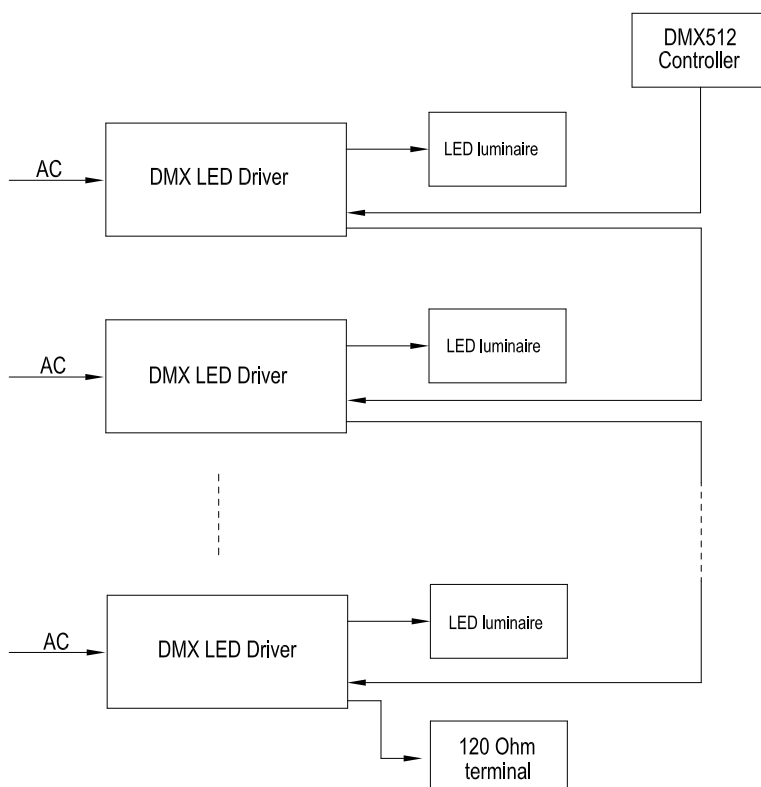 DMX512
Controller
AC
DMX LED Driver
LED luminaire
AC
DMX LED Driver
LED luminaire
AC
DMX LED Driver
LED luminaire
120 Ohm
terminal